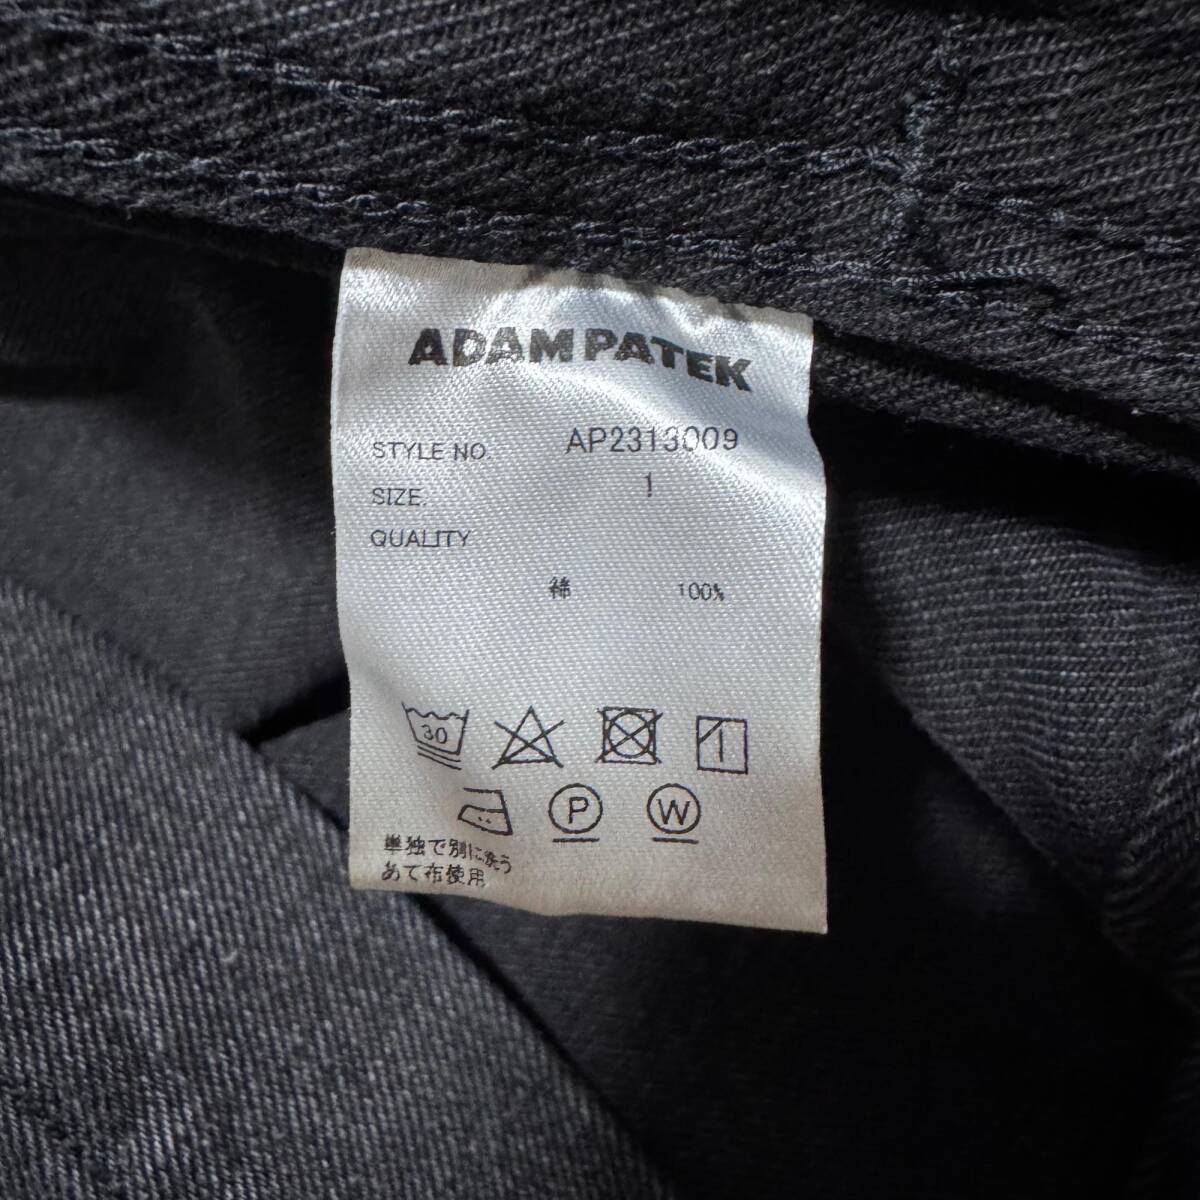 ADAM PATEK
STYLE NO. AP2313009
SIZE. 1
QUALITY
綿 100%
30
P W
単独で別に洗う
あて布使用